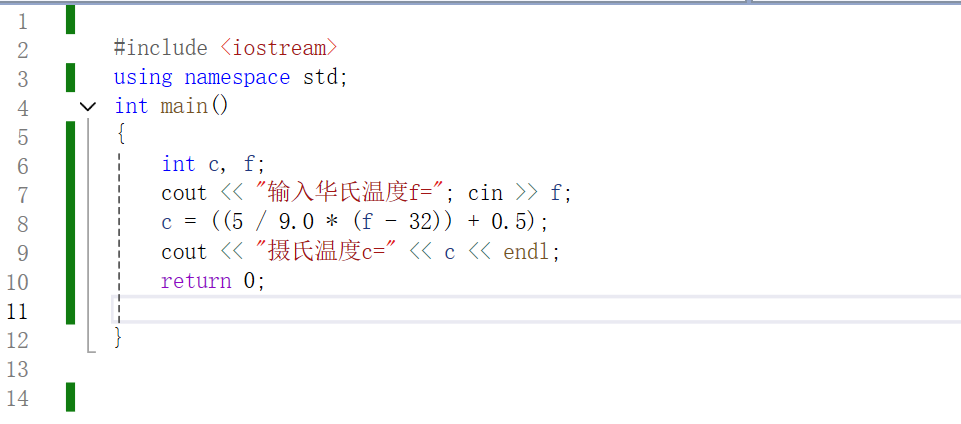 1
2 #include <iostream>
3 using namespace std;
4 int main()
5 {
6 int c, f;
7 cout << "输入华氏温度f="; cin >> f;
8 c = ((5 / 9.0 * (f - 32)) + 0.5);
9 cout << "摄氏温度c=" << c << endl;
10 return 0;
11
12 }
13
14